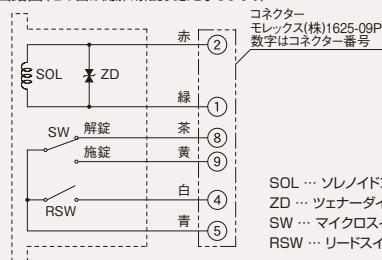 コネクター
モレックス(株)1625-09P
数字はコネクター番号
赤 2
SOL ZD
緑 1
SW 解錠 茶 8
施錠 黄 9
白 4
RSW
青 5
SOL … ソレノイド
ZD … ツェナーダイ
SW … マイクロス
RSW … リードスイ